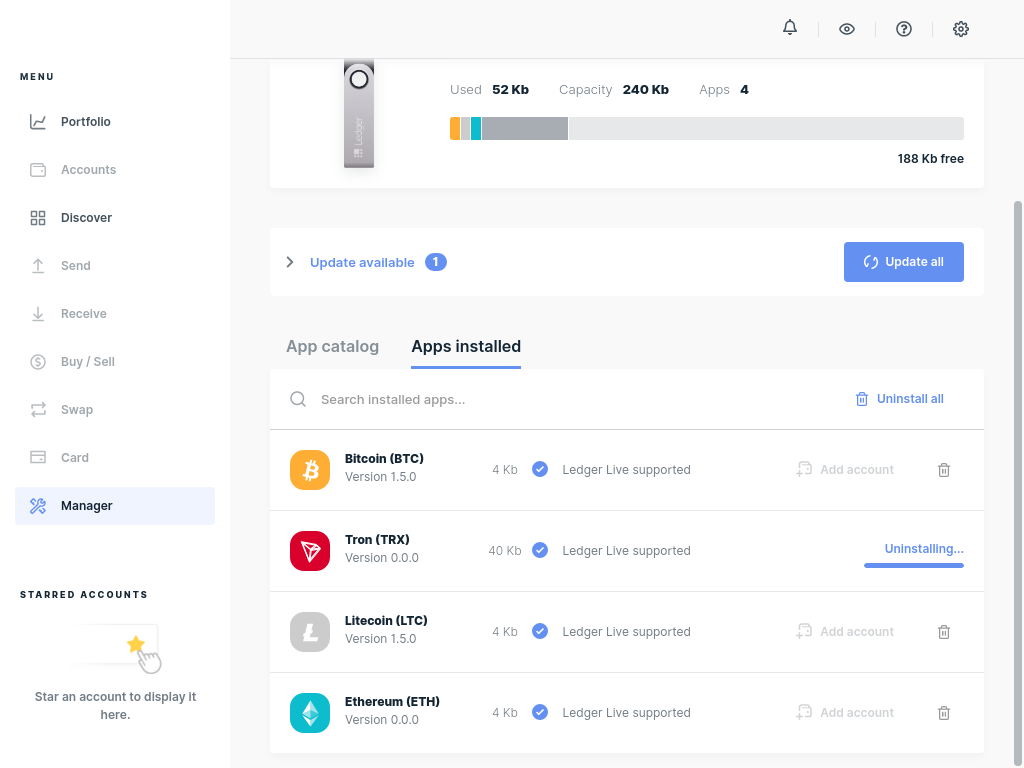 MENU
Portfolio
Accounts
Discover
Send
Receive
Buy / Sell
Swap
Card
Manager
STARRED ACCOUNTS
Star an account to display it
here.
Ledger
Used 52 Kb Capacity 240 Kb Apps 4
188 Kb free
Update available 1
Update all
App catalog Apps installed
Search installed apps...
Uninstall all
Bitcoin (BTC)
Version 1.5.0
4 Kb
Ledger Live supported
Add account
Tron (TRX)
Version 0.0.0
40 Kb
Ledger Live supported
Uninstalling...
Litecoin (LTC)
Version 1.5.0
4 Kb
Ledger Live supported
Add account
Ethereum (ETH)
Version 0.0.0
4 Kb
Ledger Live supported
Add account